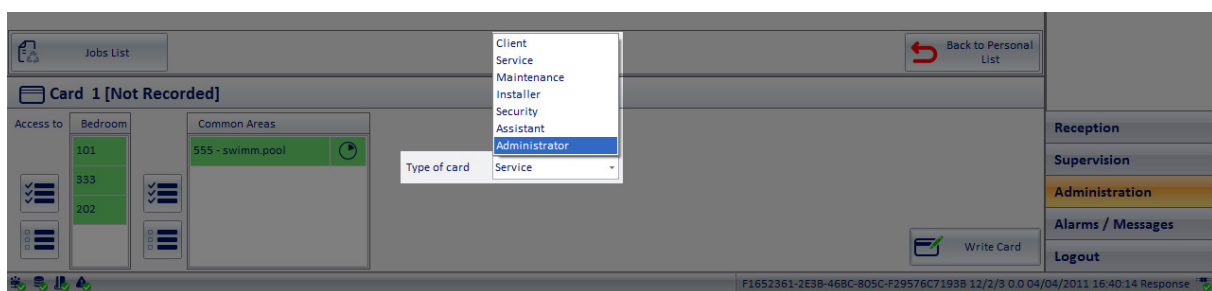 Jobs List
Client
Service
Maintenance
Installer
Security
Assistant
Administrator
Back to Personal
List
Card 1 [Not Recorded]
Access to
Bedroom
Common Areas
101
333
202
555 - swimm.pool
Type of card
Service
Write Card
Reception
Supervision
Administration
Alarms / Messages
Logout
F1652361-2E3B-46BC-805C-F29576C7193B 12/2/3 0.0 04/04/2011 16:40:14 Response